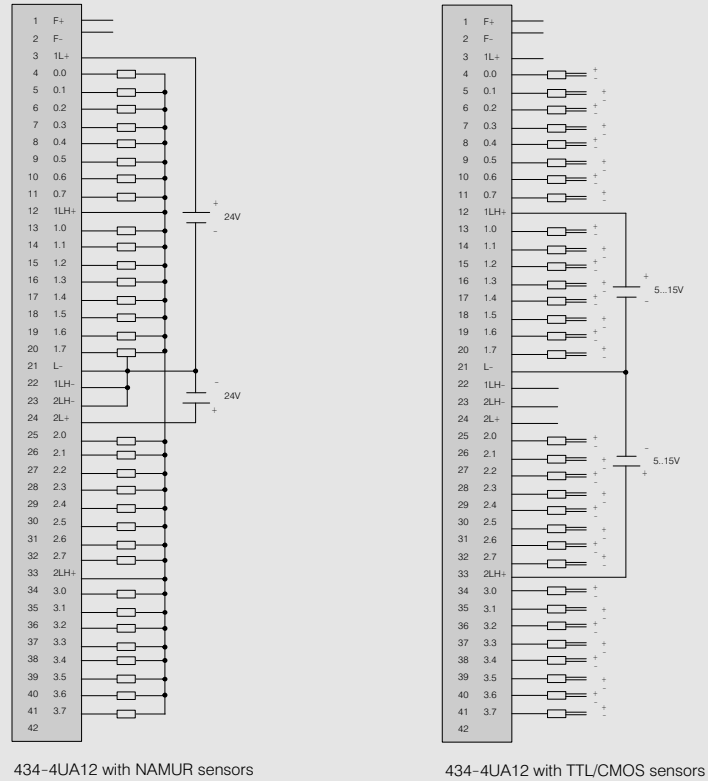 1 F+
2 F-
3 1L+
4 0.0
5 0.1
6 0.2
7 0.3
8 0.4
9 0.5
10 0.6
11 0.7
12 1LH+
13 1.0
14 1.1
15 1.2
16 1.3
17 1.4
18 1.5
19 1.6
20 1.7
21 L-
22 1LH-
23 2LH-
24 2L+
25 2.0
26 2.1
27 2.2
28 2.3
29 2.4
30 2.5
31 2.6
32 2.7
33 2LH+
34 3.0
35 3.1
36 3.2
37 3.3
38 3.4
39 3.5
40 3.6
41 3.7
42
+
24V
-
-
24V
+
434-4UA12 with NAMUR sensors
1 F+
2 F-
3 1L+
4 0.0 + -
5 0.1 + -
6 0.2 + -
7 0.3 + -
8 0.4 + -
9 0.5 + -
10 0.6 + -
11 0.7 + -
12 1LH+
13 1.0 + -
14 1.1 + -
15 1.2 + -
16 1.3 + -
17 1.4 + -
18 1.5 + -
19 1.6 + -
20 1.7 + -
21 L-
22 1LH-
23 2LH-
24 2L+
25 2.0 + -
26 2.1 + -
27 2.2 + -
28 2.3 + -
29 2.4 + -
30 2.5 + -
31 2.6 + -
32 2.7 + -
33 2LH+
34 3.0 + -
35 3.1 + -
36 3.2 + -
37 3.3 + -
38 3.4 + -
39 3.5 + -
40 3.6 + -
41 3.7 + -
42
+
5...15V
-
-
5..15V
+
434-4UA12 with TTL/CMOS sensors